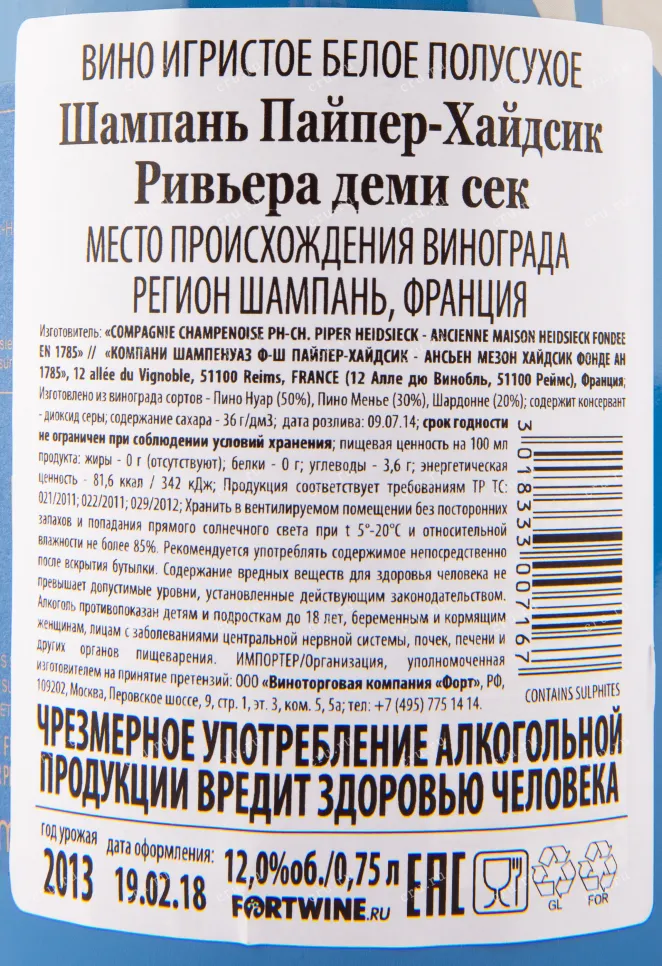 ВИНО ИГРИСТОЕ БЕЛОЕ ПОЛУСУХОЕ
Шампань Пайпер-Хайдсик
Ривьера деми сек
МЕСТО ПРОИСХОЖДЕНИЯ ВИНОГРАДА
РЕГИОН ШАМПАНЬ, ФРАНЦИЯ
Изготовитель: «COMPAGNIE CHAMPENOISE PH-CH. PIPER HEIDSIECK - ANCIENNE MAISON HEIDSIECK FONDEE
EN 1785» // «КОМПАНИ ШАМПЕНУАЗ Ф-Ш ПАЙПЕР-ХАЙДСИК - АНСЬЕН МЕЗОН ХАЙДСИК ФОНДЕ АН
1785», 12 allée du Vignoble, 51100 Reims, FRANCE (12 Алле дю Винобль, 51100 Реймс), Франция;
Изготовлено из винограда сортов - Пино Нуар (50%), Пино Менье (30%), Шардонне (20%); содержит консервант
- диоксид серы; содержание сахара - 36 г/дм3; дата розлива: 09.07.14; срок годности
не ограничен при соблюдении условий хранения; пищевая ценность на 100 мл
продукта: жиры - 0 г (отсутствуют); белки - 0 г; углеводы - 3,6 г; энергетическая
ценность - 81,6 ккал / 342 кДж; Продукция соответствует требованиям ТР ТС:
021/2011; 022/2011; 029/2012; Хранить в вентилируемом помещении без посторонних
запахов и попадания прямого солнечного света при t 5°-20°C и относительной
влажности не более 85%. Рекомендуется употреблять содержимое непосредственно
после вскрытия бутылки. Содержание вредных веществ для здоровья человека не
превышает допустимые уровни, установленные действующим законодательством.
Алкоголь противопоказан детям и подросткам до 18 лет, беременным и кормящим
женщинам, лицам с заболеваниями центральной нервной системы, почек, печени и
других органов пищеварения. ИМПОРТЕР/Организация, уполномоченная
изготовителем на принятие претензий: ООО «Виноторговая компания «Форт», РФ,
109202, Москва, Перовское шоссе, 9, стр. 1, эт. 3, ком. 5, 5а; тел: +7 (495) 775 14 14.
3018333007167
CONTAINS SULPHITES
ЧРЕЗМЕРНОЕ УПОТРЕБЛЕНИЕ АЛКОГОЛЬНОЙ
ПРОДУКЦИИ ВРЕДИТ ЗДОРОВЬЮ ЧЕЛОВЕКА
год урожая
2013
дата оформления:
19.02.18
12,0%об./0,75 л
FORTWINE.RU
EAC
GL
FOR